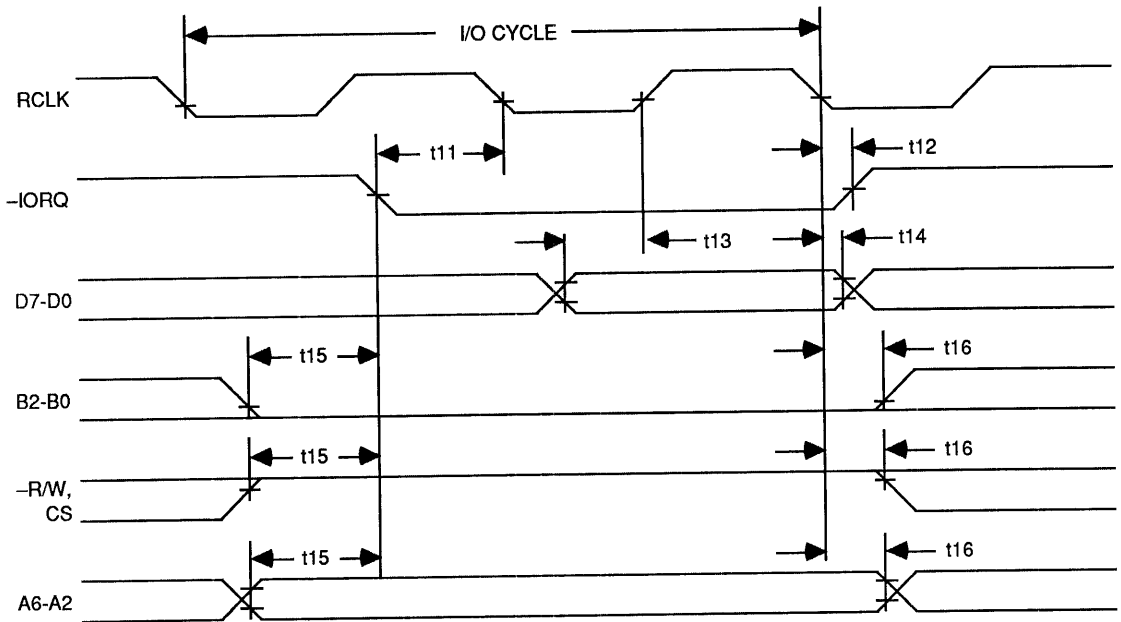 I/O CYCLE
RCLK
t11
t12
–IORQ
t13
t14
D7-D0
t15
t16
B2-B0
t15
t16
–R/W,
CS
t15
t16
A6-A2